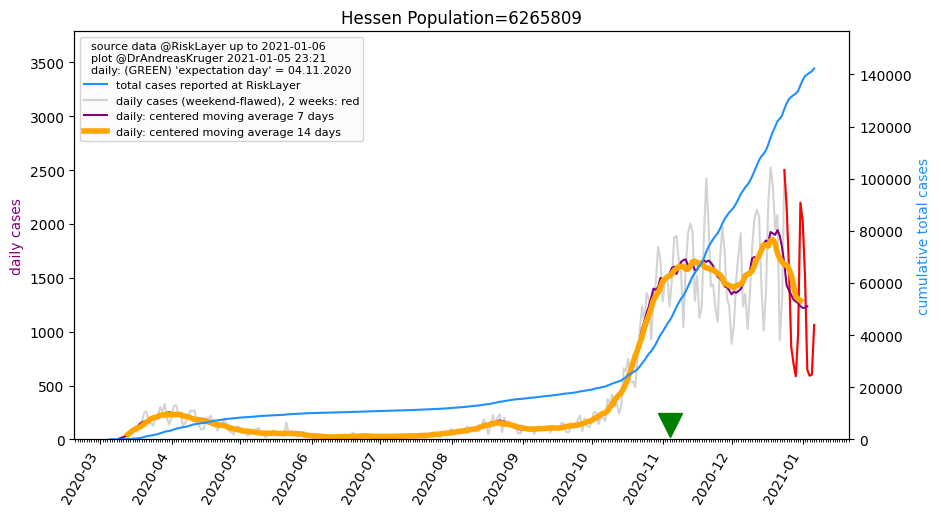 Hessen Population=6265809
source data @RiskLayer up to 2021-01-06
plot @DrAndreasKruger 2021-01-05 23:21
daily: (GREEN) 'expectation day' = 04.11.2020
total cases reported at RiskLayer
daily cases (weekend-flawed), 2 weeks: red
daily: centered moving average 7 days
daily: centered moving average 14 days
daily cases
3500
3000
2500
2000
1500
1000
500
0
140000
120000
100000
80000
60000
40000
20000
0
cumulative total cases
2020-03
2020-04
2020-05
2020-06
2020-07
2020-08
2020-09
2020-10
2020-11
2020-12
2021-01